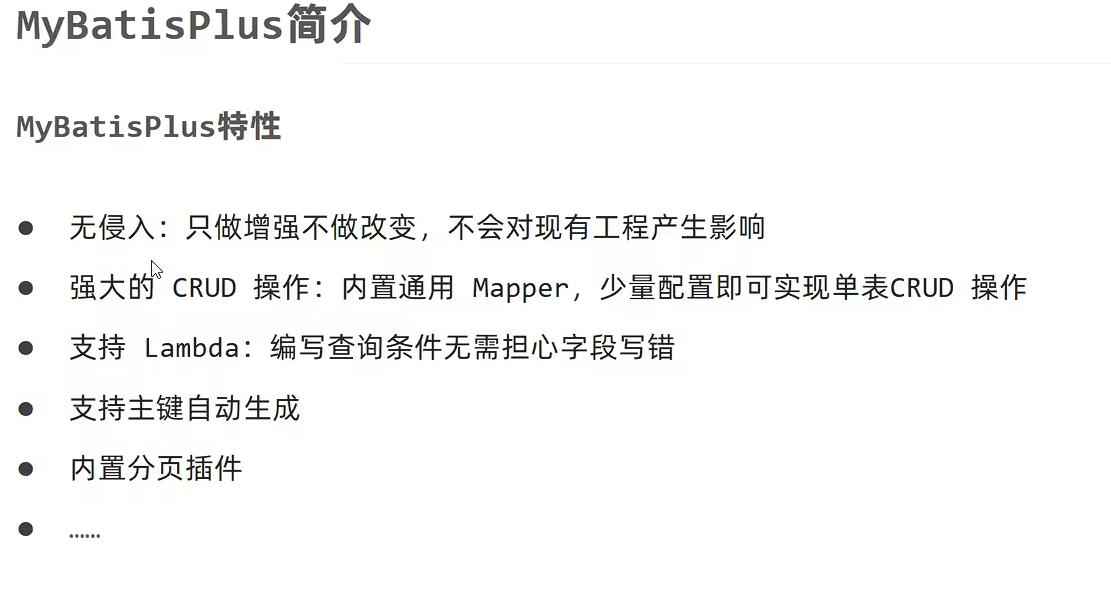 MyBatisPlus简介
MyBatisPlus特性
● 无侵入：只做增强不做改变，不会对现有工程产生影响
● 强大的 CRUD 操作：内置通用 Mapper，少量配置即可实现单表CRUD 操作
● 支持 Lambda：编写查询条件无需担心字段写错
● 支持主键自动生成
● 内置分页插件
● ……